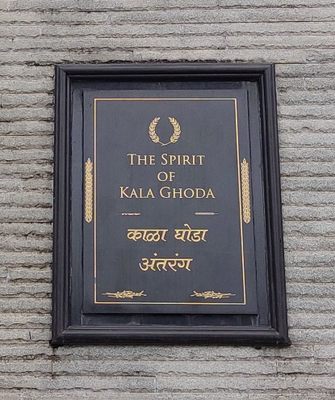 THE SPIRIT
OF
KALA GHODA
काळा घोडा
अंतरंग